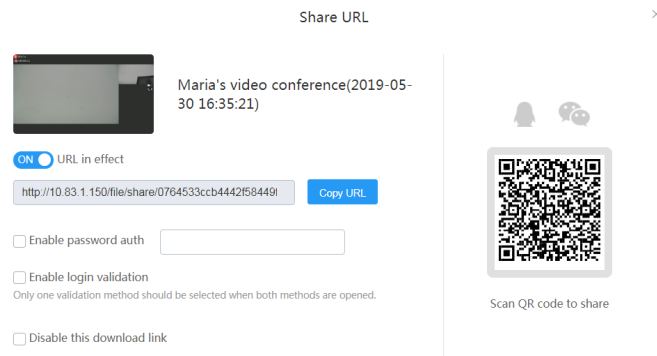 Share URL
Maria's video conference(2019-05-
30 16:35:21)
ON URL in effect
http://10.83.1.150/file/share/0764533ccb4442f58449f
Copy URL
Enable password auth
Enable login validation
Only one validation method should be selected when both methods are opened.
Disable this download link
Scan QR code to share